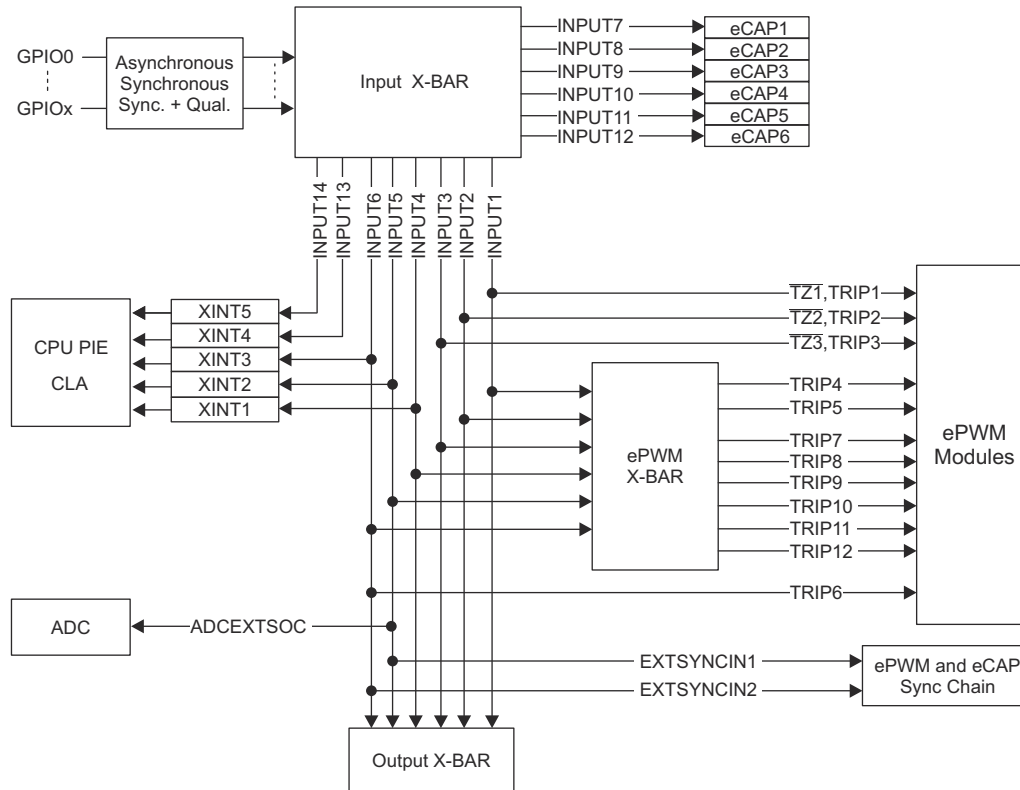 INPUT7
eCAP1
GPIO0
Asynchronous
Synchronous
Sync. + Qual.
GPIOx
Input X-BAR
INPUT8
eCAP2
INPUT9
eCAP3
INPUT10
eCAP4
INPUT11
eCAP5
INPUT12
eCAP6
INPUT14
INPUT13
INPUT6
INPUT5
INPUT4
INPUT3
INPUT2
INPUT1
TZ1,TRIP1
TZ2,TRIP2
TZ3,TRIP3
CPU PIE
CLA
XINT5
XINT4
XINT3
XINT2
XINT1
ePWM
X-BAR
TRIP4
TRIP5
TRIP7
TRIP8
TRIP9
TRIP10
TRIP11
TRIP12
TRIP6
ePWM
Modules
ADC
ADCEXTSOC
EXTSYNCIN1
EXTSYNCIN2
ePWM and eCAP
Sync Chain
Output X-BAR